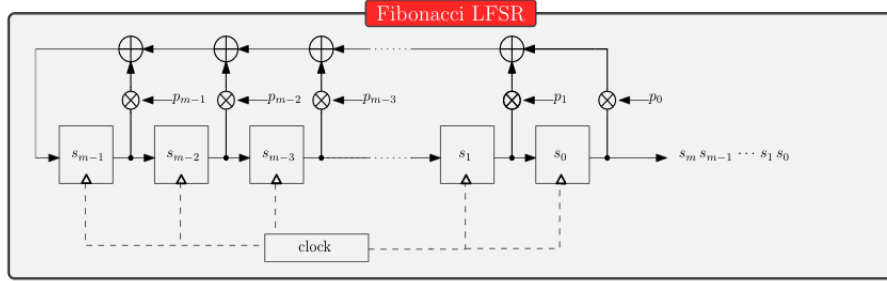 Fibonacci LFSR
p_{m−1} p_{m−2} p_{m−3} p_1 p_0
s_{m−1} s_{m−2} s_{m−3} s_1 s_0 s_m s_{m−1} ⋯ s_1 s_0
clock